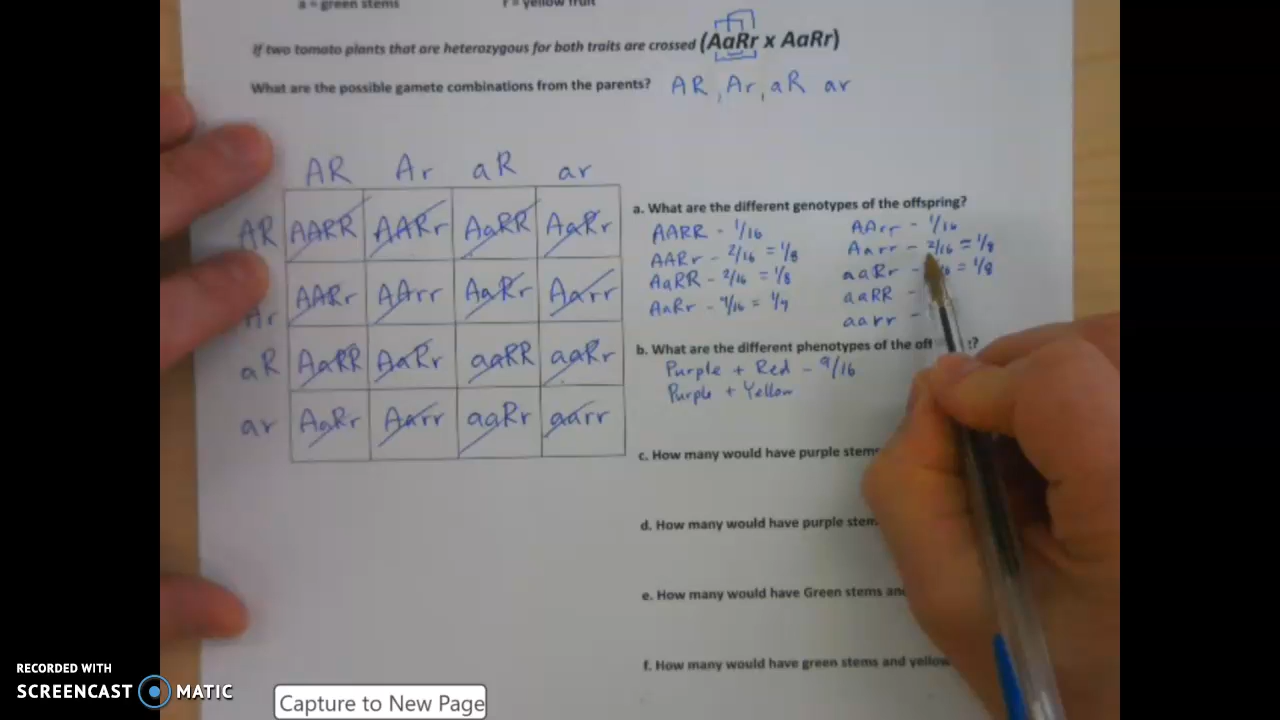 a = green stems r = yellow fruit
If two tomato plants that are heterozygous for both traits are crossed (AaRr x AaRr)
What are the possible gamete combinations from the parents? AR, Ar, aR ar
AR Ar aR ar
AR AARR AARr AaRR AaRr
Ar AARr AArr AaRr Aarr
aR AaRR AaRr aaRR aaRr
ar AaRr Aarr aaRr aarr
a. What are the different genotypes of the offspring?
AARR - 1/16
AARr - 2/16 = 1/8
AaRR - 2/16 = 1/8
AaRr - 4/16 = 1/4
AArr - 1/16
Aarr - 2/16 = 1/8
aaRr - = 1/8
aaRR -
aarr -
b. What are the different phenotypes of the
Purple + Red - 9/16
Purple + Yellow
c. How many would have purple stems
d. How many would have purple stem
e. How many would have Green stems and
f. How many would have green stems and yellow
RECORDED WITH
SCREENCAST MATIC
Capture to New Page